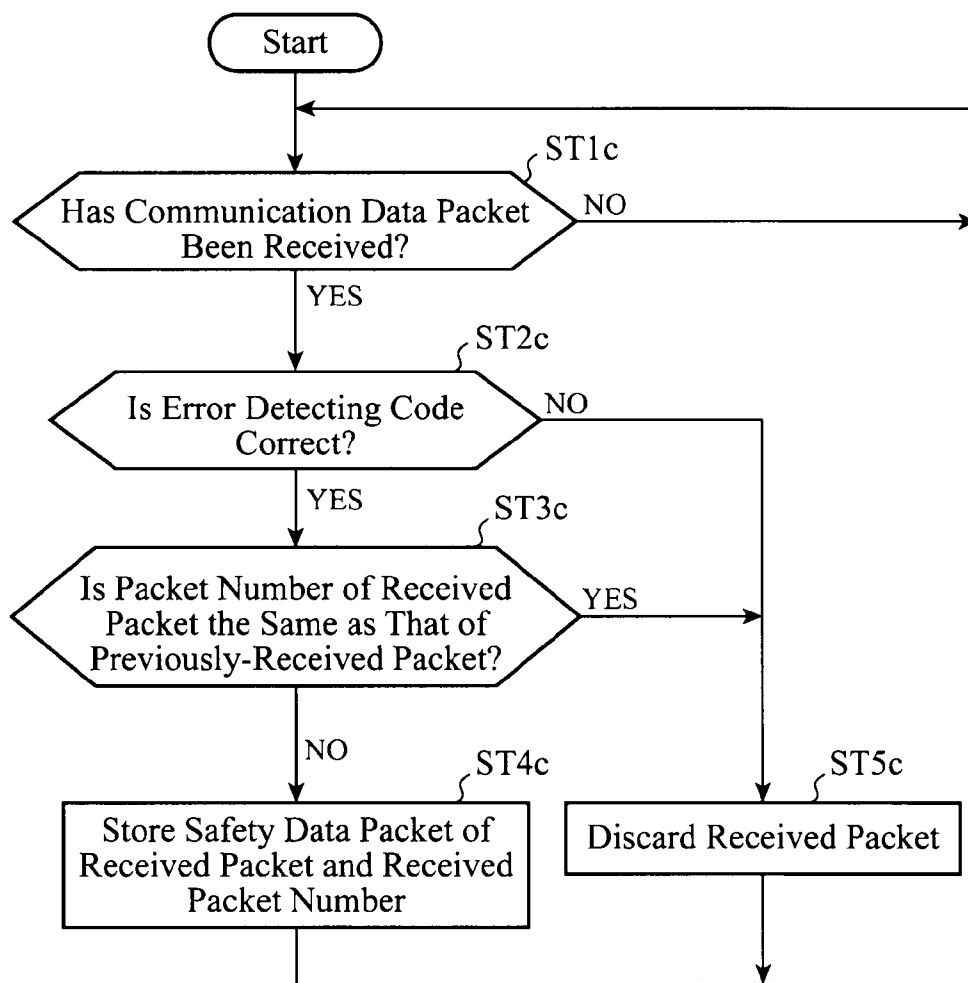 Start
ST1c
Has Communication Data Packet
Been Received?
NO
YES
ST2c
Is Error Detecting Code
Correct?
NO
YES
ST3c
Is Packet Number of Received
Packet the Same as That of
Previously-Received Packet?
YES
NO
ST4c
Store Safety Data Packet of
Received Packet and Received
Packet Number
ST5c
Discard Received Packet